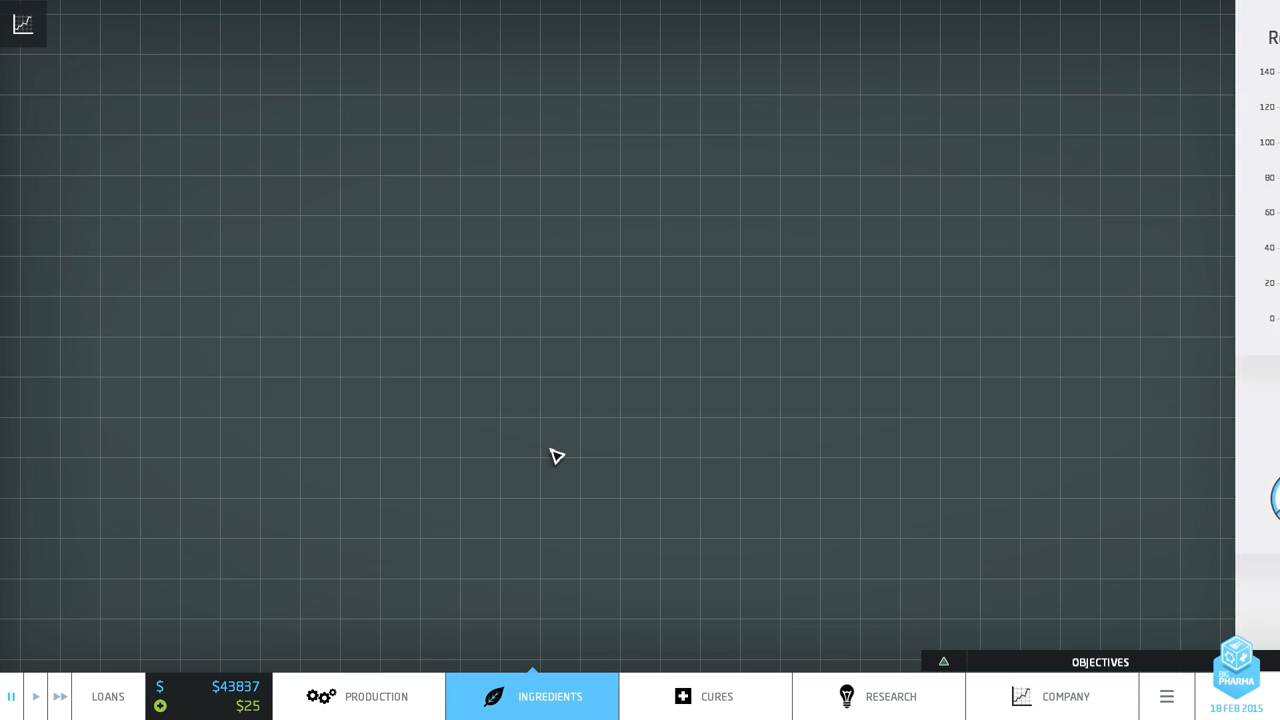 140
120
100
80
60
40
20
0
OBJECTIVES
LOANS
$ $43837
$25
PRODUCTION
INGREDIENTS
CURES
RESEARCH
COMPANY
BIG
PHARMA
18 FEB 2015